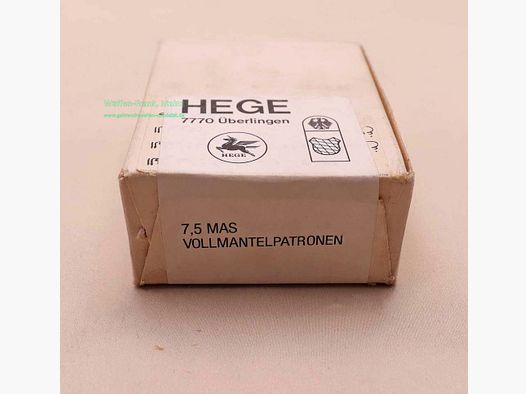 HEGE
7770 Überlingen
HEGE
7,5 MAS
VOLLMANTELPATRONEN